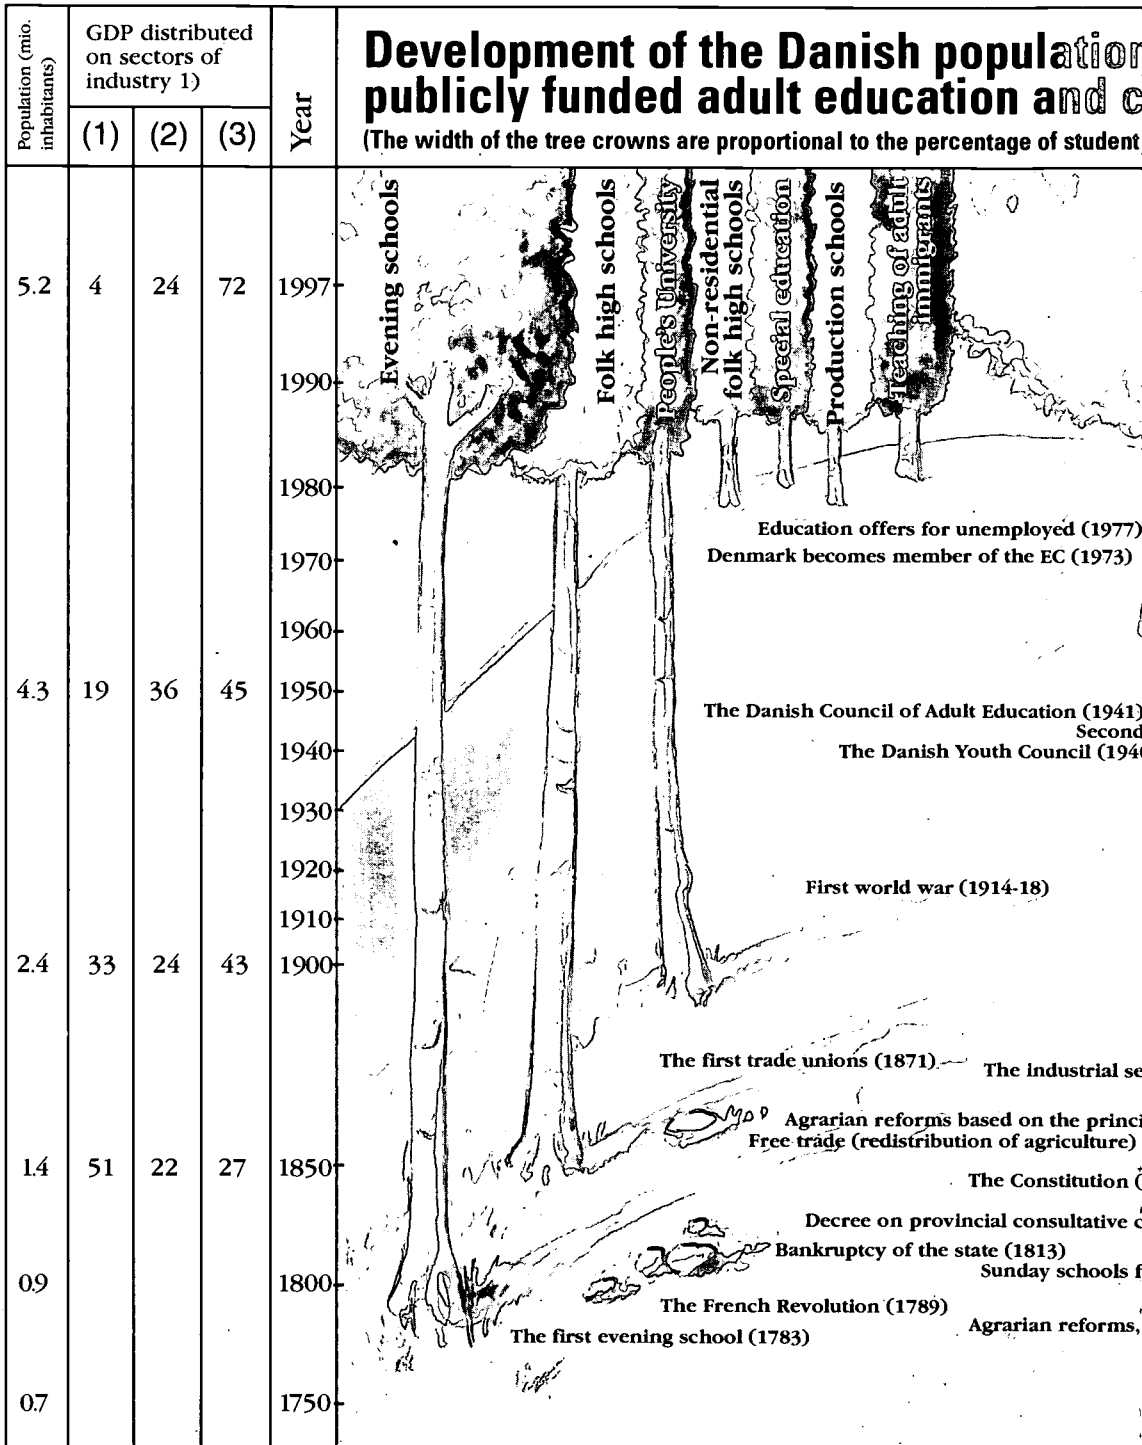 Population (mio.
inhabitants)
GDP distributed
on sectors of
industry 1)
(1) (2) (3)
Year
Development of the Danish population
publicly funded adult education and c
(The width of the tree crowns are proportional to the percentage of student
Evening schools
Folk high schools
People's University
Non-residential
folk high schools
Special education
Production schools
Teaching of adult
immigrants
5.2 4 24 72 1997
1990
1980
Education offers for unemployed (1977)
Denmark becomes member of the EC (1973)
1970
1960
4.3 19 36 45 1950
The Danish Council of Adult Education (1941)
Second
The Danish Youth Council (1940
1940
1930
1920
First world war (1914-18)
1910
2.4 33 24 43 1900
The first trade unions (1871)
The industrial se
Agrarian reforms based on the princi
Free trade (redistribution of agriculture)
1.4 51 22 27 1850
The Constitution (
Decree on provincial consultative c
Bankruptcy of the state (1813)
Sunday schools f
0.9 1800
The French Revolution (1789)
Agrarian reforms,
The first evening school (1783)
0.7 1750